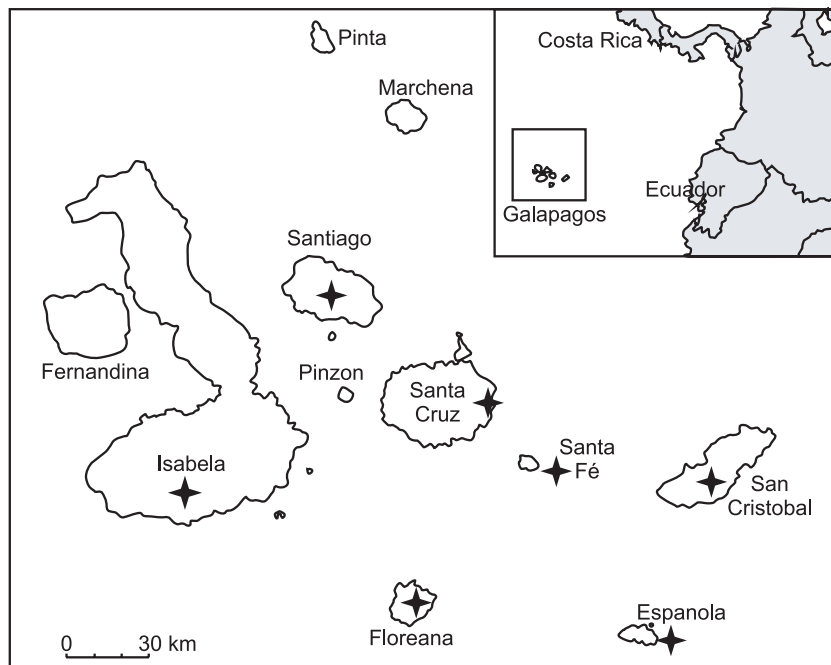 Pinta
Costa Rica
Marchena
Ecuador
Galapagos
Santiago
Fernandina
Pinzon
Santa
Cruz
Santa
Fé
Isabela
San
Cristobal
Espanola
Floreana
0 30 km